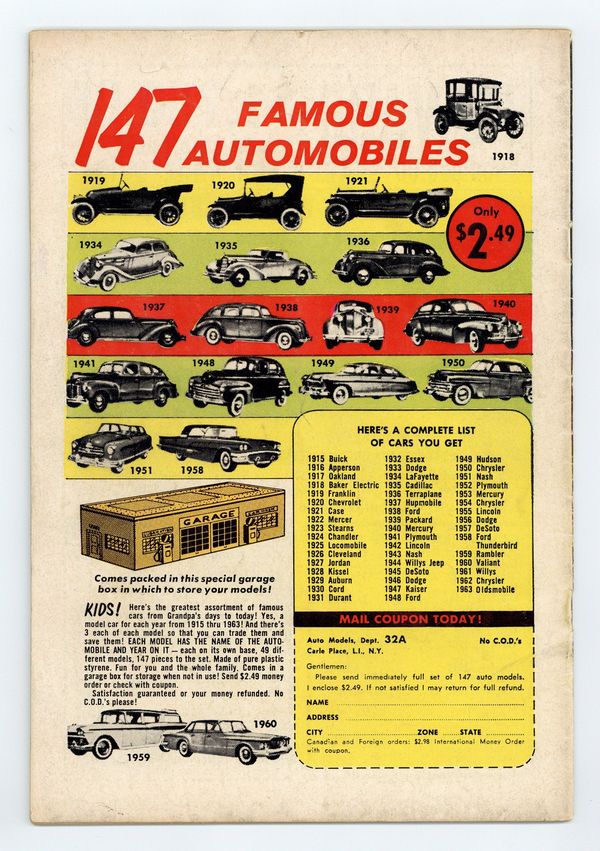 147 FAMOUS
AUTOMOBILES
1918
1919
1920
1921
Only
$2.49
1934
1935
1936
1937
1938
1939
1940
1941
1948
1949
1950
1951
1958
HERE'S A COMPLETE LIST
OF CARS YOU GET
1915 Buick
1916 Apperson
1917 Oakland
1918 Baker Electric
1919 Franklin
1920 Chevrolet
1921 Case
1922 Mercer
1923 Stearns
1924 Chandler
1925 Locomobile
1926 Cleveland
1927 Jordan
1928 Kissel
1929 Auburn
1930 Cord
1931 Durant
1932 Essex
1933 Dodge
1934 LaFayette
1935 Cadillac
1936 Terraplane
1937 Hupmobile
1938 Ford
1939 Packard
1940 Mercury
1941 Plymouth
1942 Lincoln
1943 Nash
1944 Willys Jeep
1945 DeSoto
1946 Dodge
1947 Kaiser
1948 Ford
1949 Hudson
1950 Chrysler
1951 Nash
1952 Plymouth
1953 Mercury
1954 Chrysler
1955 Lincoln
1956 Dodge
1957 DeSoto
1958 Ford
Thunderbird
1959 Rambler
1960 Valiant
1961 Willys
1962 Chrysler
1963 Oldsmobile
GARAGE
Comes packed in this special garage
box in which to store your models!
KIDS! Here's the greatest assortment of famous
cars from Grandpa's days to today! Yes, a
model car for each year from 1915 thru 1963! And there's
3 each of each model so that you can trade them and
save them! EACH MODEL HAS THE NAME OF THE AUTO-
MOBILE AND YEAR ON IT — each on its own base, 49 dif-
ferent models, 147 pieces to the set. Made of pure plastic
styrene. Fun for you and the whole family. Comes in a
garage box for storage when not in use! Send $2.49 money
order or check with coupon.
Satisfaction guaranteed or your money refunded. No
C.O.D.'s please!
1959
1960
MAIL COUPON TODAY!
Auto Models, Dept. 32A No C.O.D.'s
Carle Place, L.I., N.Y.
Gentlemen:
Please send immediately full set of 147 auto models.
I enclose $2.49. If not satisfied I may return for full refund.
NAME
ADDRESS
CITY ZONE STATE
Canadian and Foreign orders: $2.98 International Money Order
with coupon.